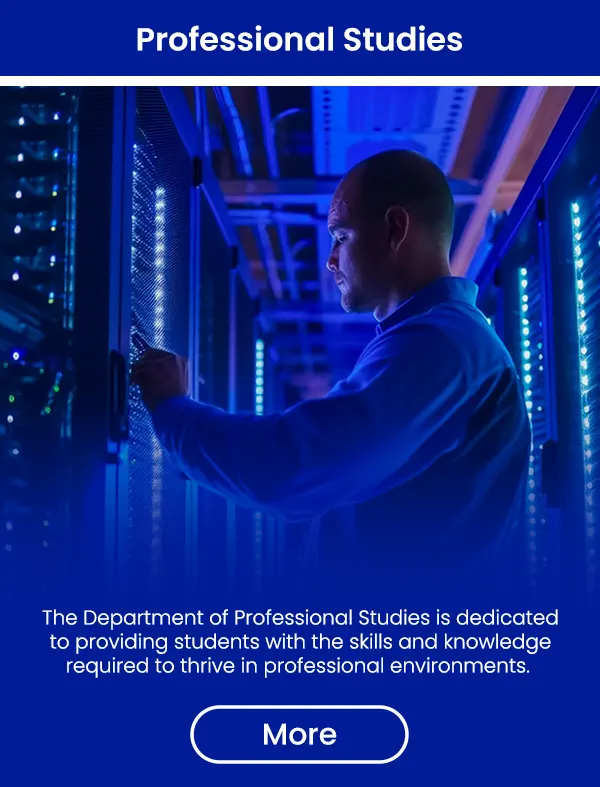 Professional Studies
The Department of Professional Studies is dedicated
to providing students with the skills and knowledge
required to thrive in professional environments.
More